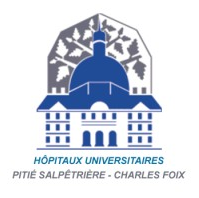 HÔPITAUX UNIVERSITAIRES
PITIÉ SALPÊTRIÈRE - CHARLES FOIX